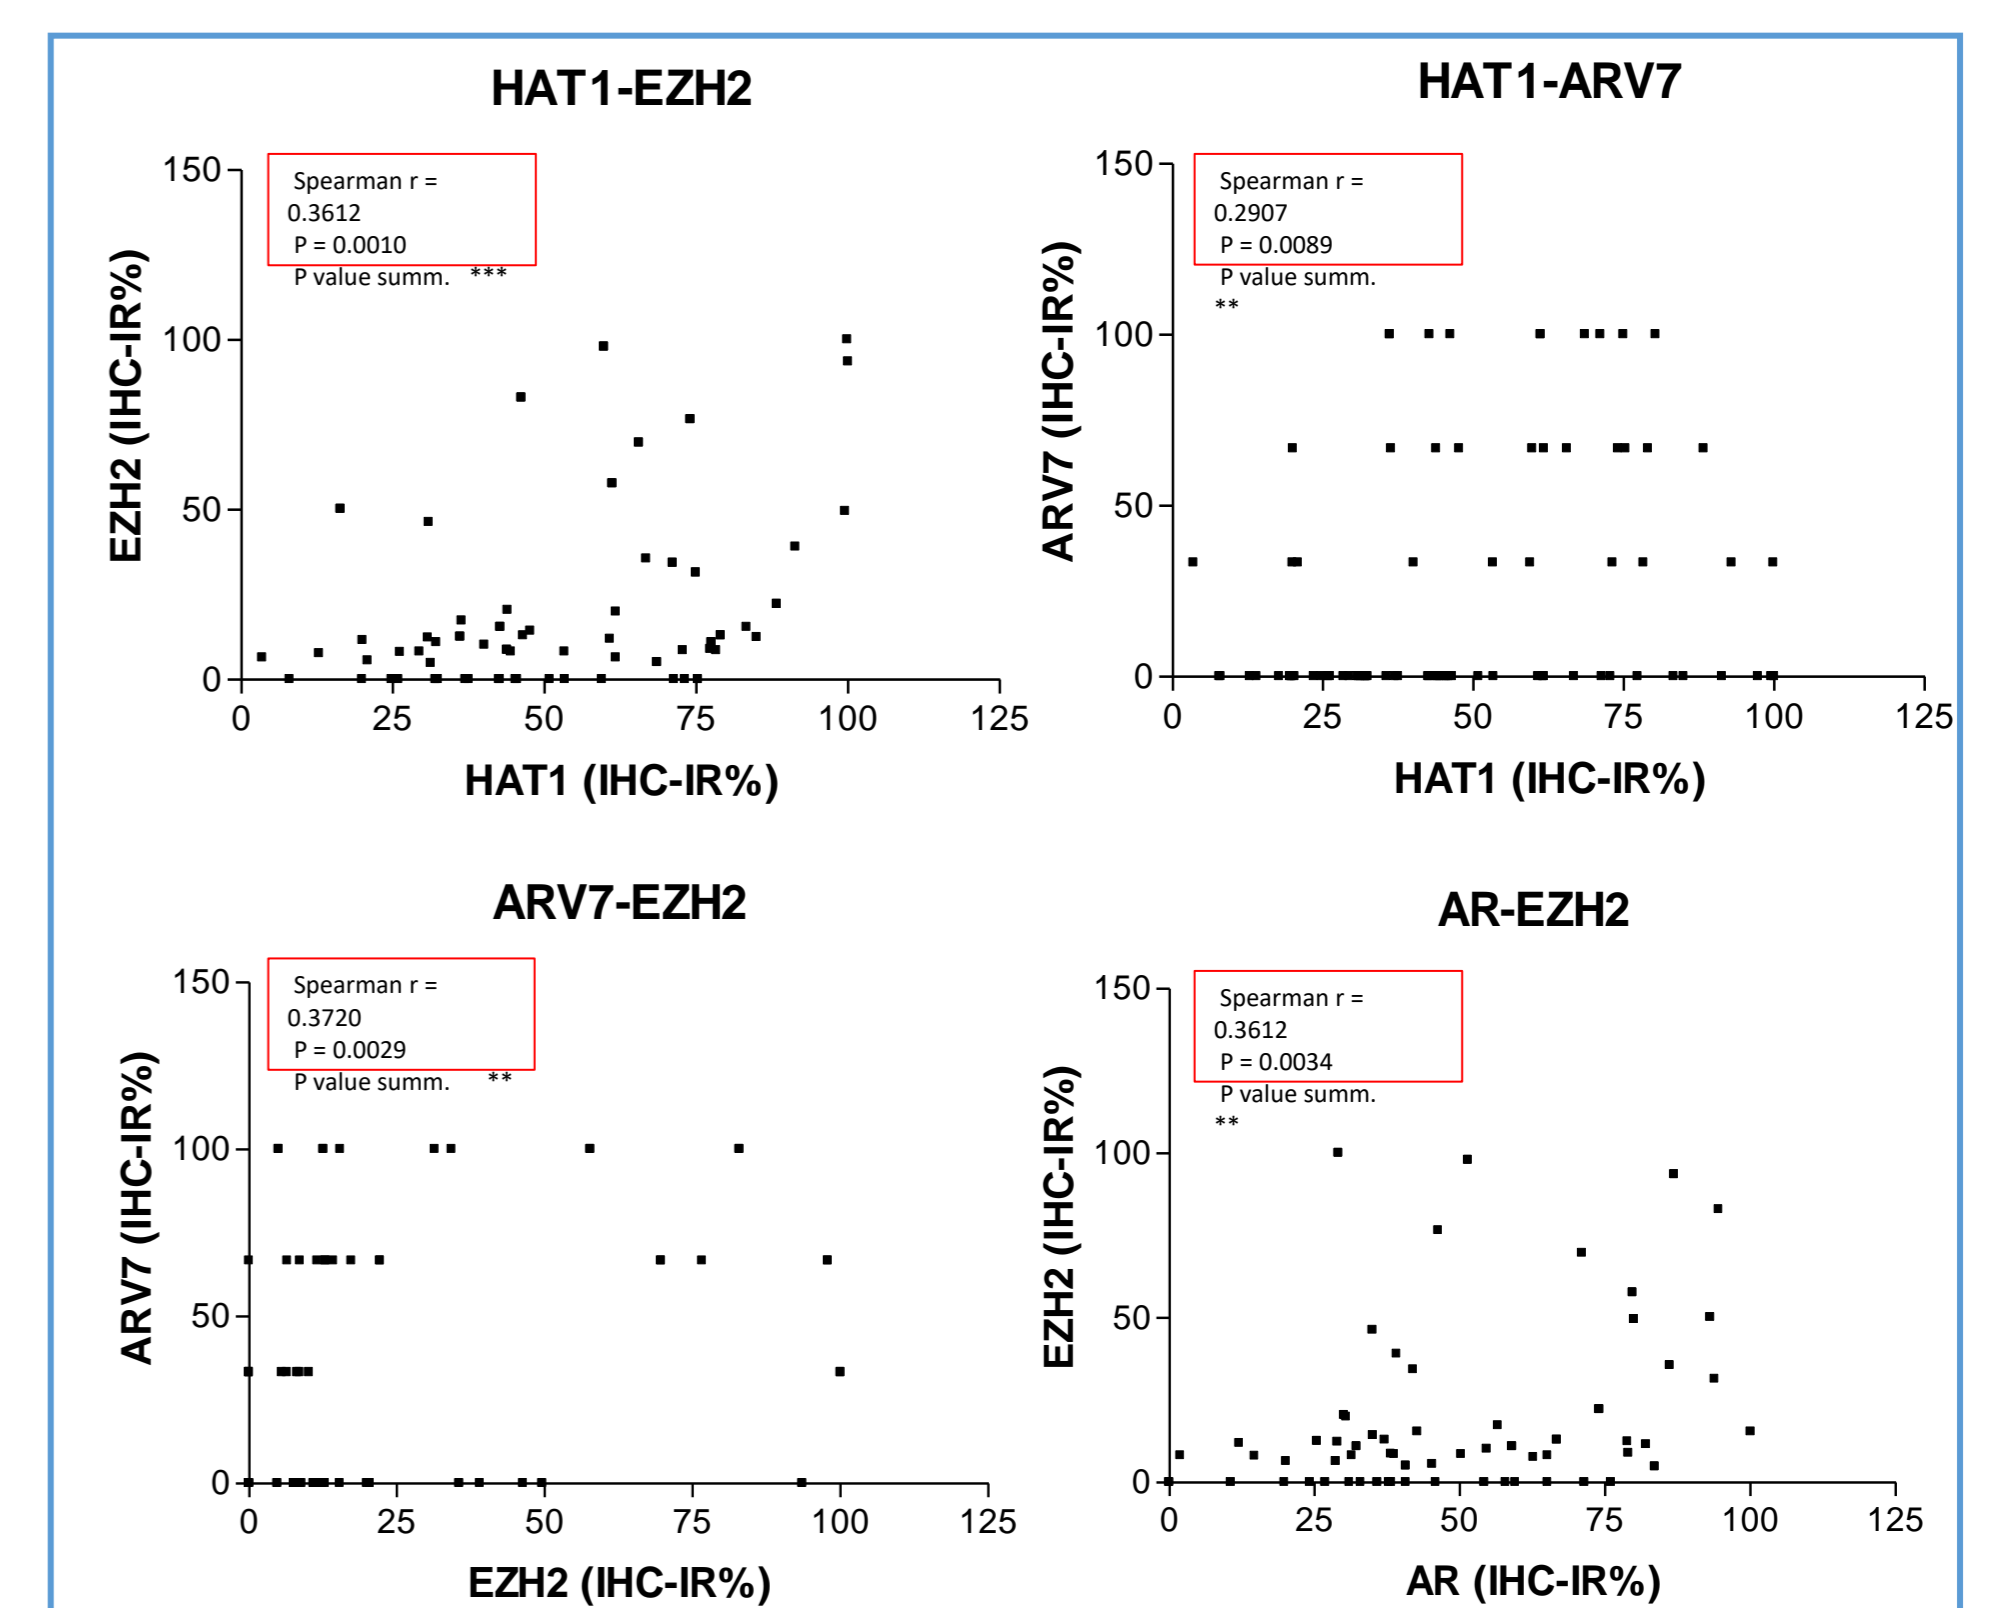 HAT1-EZH2
Spearman r =
0.3612
P = 0.0010
P value summ. ***
150
100
50
0
0 25 50 75 100 125
EZH2 (IHC-IR%)
HAT1 (IHC-IR%)
HAT1-ARV7
Spearman r =
0.2907
P = 0.0089
P value summ.
**
150
100
50
0
0 25 50 75 100 125
ARV7 (IHC-IR%)
HAT1 (IHC-IR%)
ARV7-EZH2
Spearman r =
0.3720
P = 0.0029
P value summ. **
150
100
50
0
0 25 50 75 100 125
ARV7 (IHC-IR%)
EZH2 (IHC-IR%)
AR-EZH2
Spearman r =
0.3612
P = 0.0034
P value summ.
**
150
100
50
0
0 25 50 75 100 125
EZH2 (IHC-IR%)
AR (IHC-IR%)